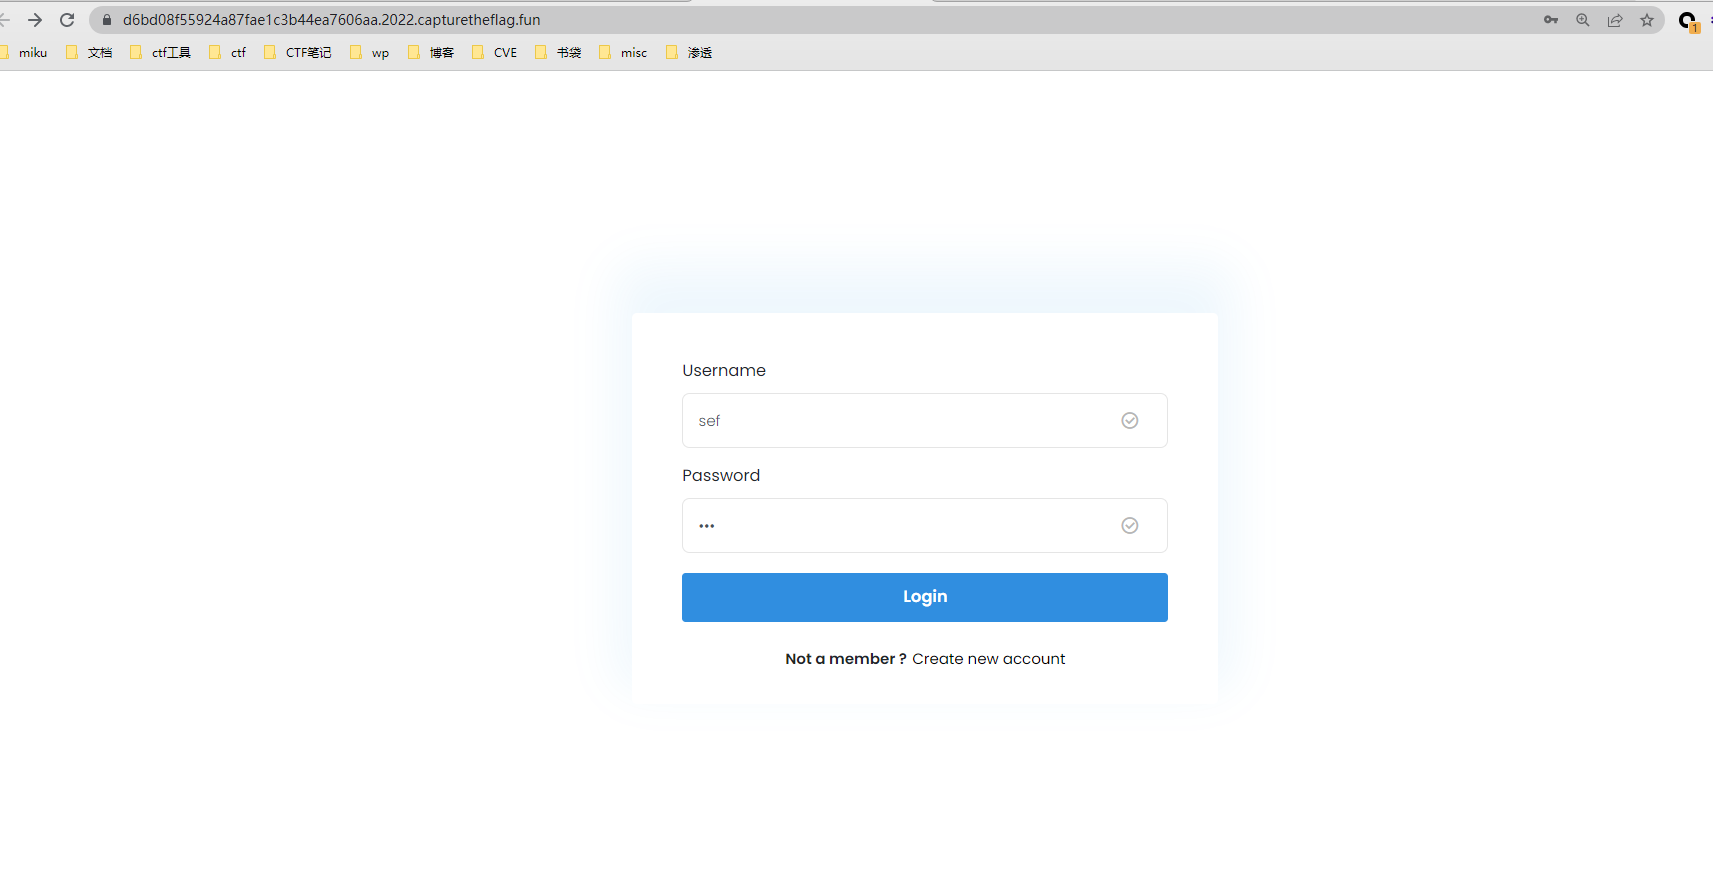 d6bd08f55924a87fae1c3b44ea7606aa.2022.capturetheflag.fun
1
miku 文档 ctf工具 ctf CTF笔记 wp 博客 CVE 书袋 misc 渗透
Username
sef
Password
•••
Login
Not a member ? Create new account